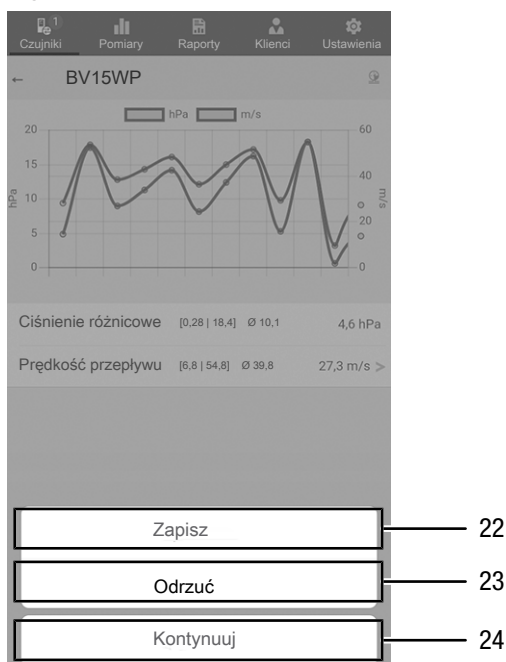 1
Czujniki Pomiary Raporty Klienci Ustawienia
← BV15WP
hPa m/s
20 60
15
40
10
20
5
0 0
hPa
m/s
Ciśnienie różnicowe [0,28 | 18,4] Ø 10,1 4,6 hPa
Prędkość przepływu [6,8 | 54,8] Ø 39,8 27,3 m/s >
Zapisz 22
Odrzuć 23
Kontynuuj 24